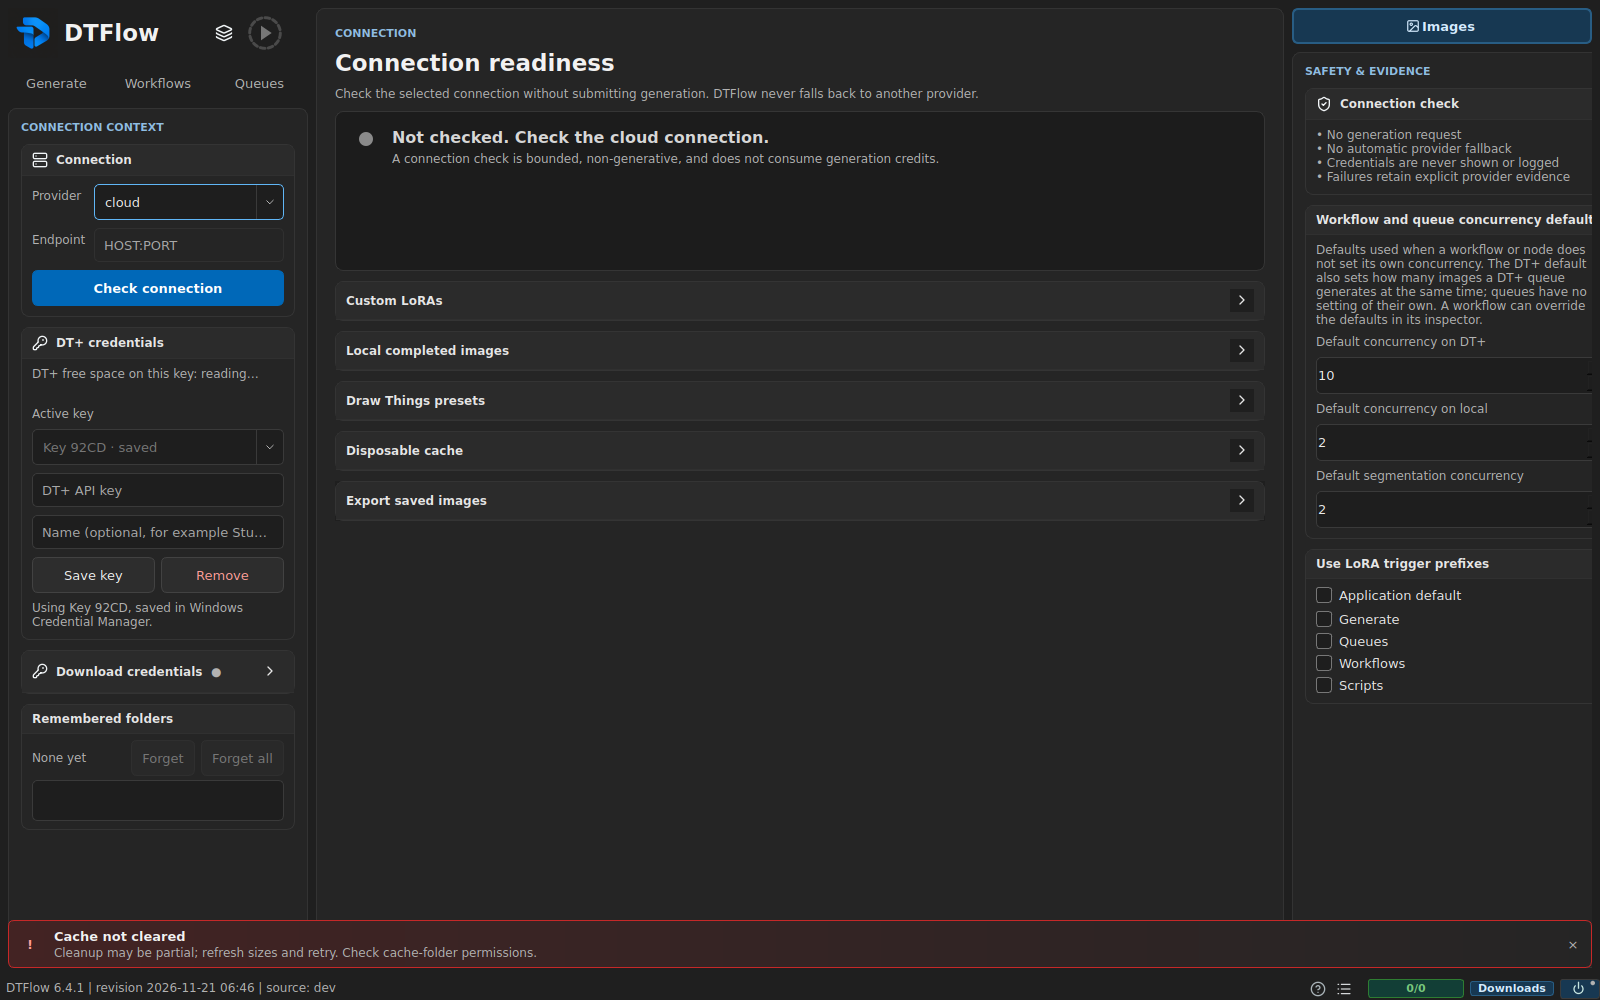 DTFlow
Generate
Workflows
Queues
CONNECTION CONTEXT
Connection
Provider
cloud
Endpoint
HOST:PORT
Check connection
DT+ credentials
DT+ free space on this key: reading...
Active key
Key 92CD · saved
DT+ API key
Name (optional, for example Stu...
Save key
Remove
Using Key 92CD, saved in Windows
Credential Manager.
Download credentials
Remembered folders
None yet
Forget
Forget all
CONNECTION
Connection readiness
Check the selected connection without submitting generation. DTFlow never falls back to another provider.
Not checked. Check the cloud connection.
A connection check is bounded, non-generative, and does not consume generation credits.
Custom LoRAs
Local completed images
Draw Things presets
Disposable cache
Export saved images
Images
SAFETY & EVIDENCE
Connection check
• No generation request
• No automatic provider fallback
• Credentials are never shown or logged
• Failures retain explicit provider evidence
Workflow and queue concurrency default
Defaults used when a workflow or node does
not set its own concurrency. The DT+ default
also sets how many images a DT+ queue
generates at the same time; queues have no
setting of their own. A workflow can override
the defaults in its inspector.
Default concurrency on DT+
10
Default concurrency on local
2
Default segmentation concurrency
2
Use LoRA trigger prefixes
Application default
Generate
Queues
Workflows
Scripts
! Cache not cleared
Cleanup may be partial; refresh sizes and retry. Check cache-folder permissions.
DTFlow 6.4.1 | revision 2026-11-21 06:46 | source: dev
0/0
Downloads